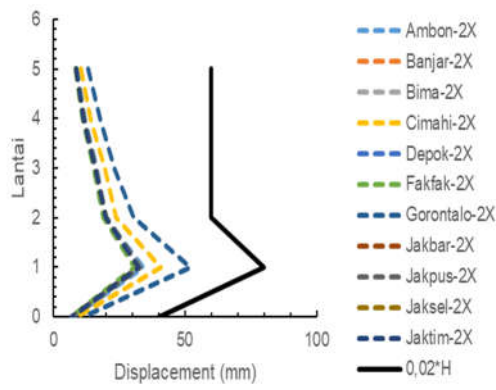 6
5
4
3
2
1
0
Lantai
0
50
100
Displacement (mm)
Ambon-2X
Banjar-2X
Bima-2X
Cimahi-2X
Depok-2X
Fakfak-2X
Gorontalo-2X
Jakbar-2X
Jakpus-2X
Jaksel-2X
Jaktim-2X
0,02*H